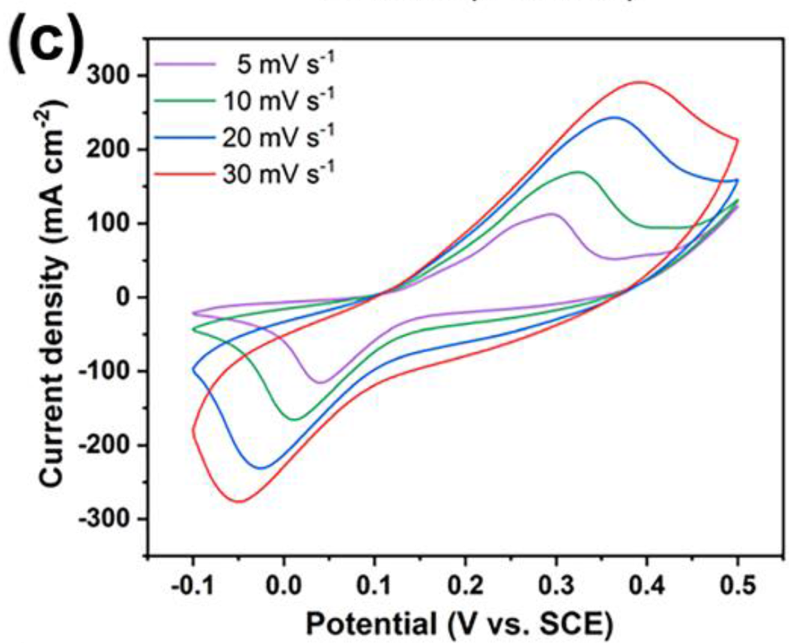 (c)
5 mV s⁻¹
10 mV s⁻¹
20 mV s⁻¹
30 mV s⁻¹
Current density (mA cm⁻²)
300
200
100
0
-100
-200
-300
-0.1 0.0 0.1 0.2 0.3 0.4 0.5
Potential (V vs. SCE)